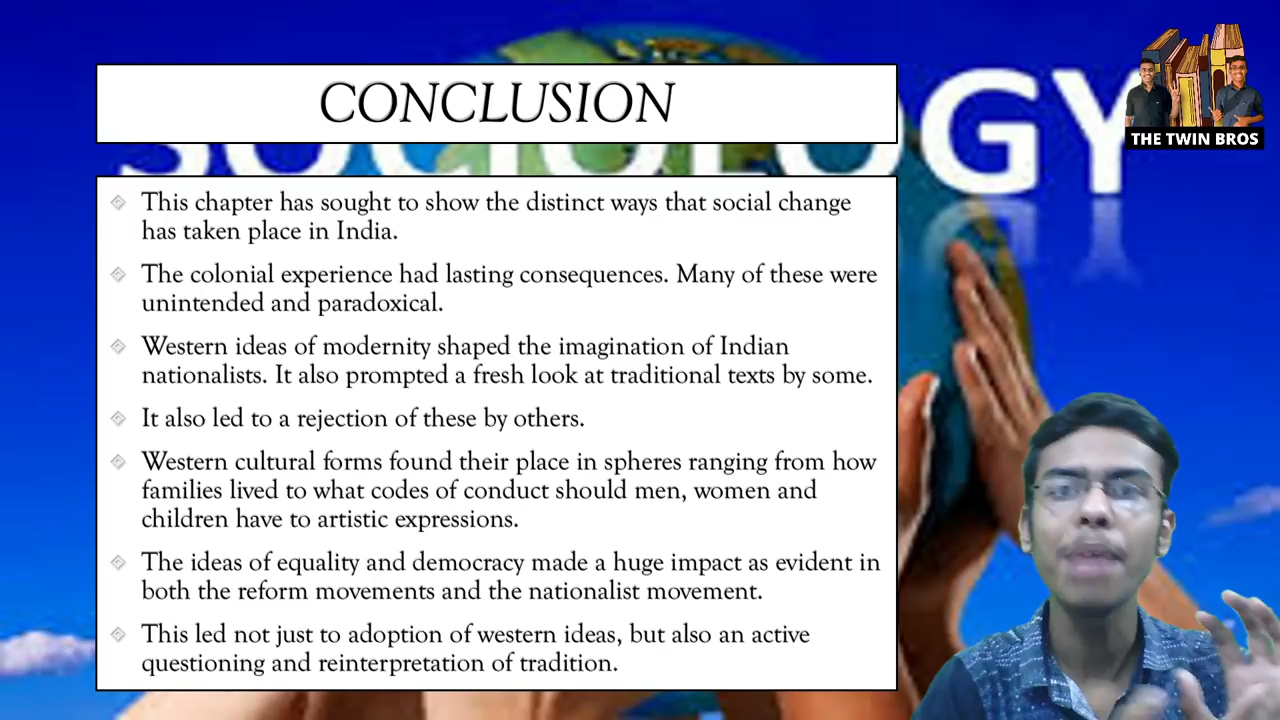 CONCLUSION
SOCIOLOGY
THE TWIN BROS
This chapter has sought to show the distinct ways that social change
has taken place in India.
The colonial experience had lasting consequences. Many of these were
unintended and paradoxical.
Western ideas of modernity shaped the imagination of Indian
nationalists. It also prompted a fresh look at traditional texts by some.
It also led to a rejection of these by others.
Western cultural forms found their place in spheres ranging from how
families lived to what codes of conduct should men, women and
children have to artistic expressions.
The ideas of equality and democracy made a huge impact as evident in
both the reform movements and the nationalist movement.
This led not just to adoption of western ideas, but also an active
questioning and reinterpretation of tradition.